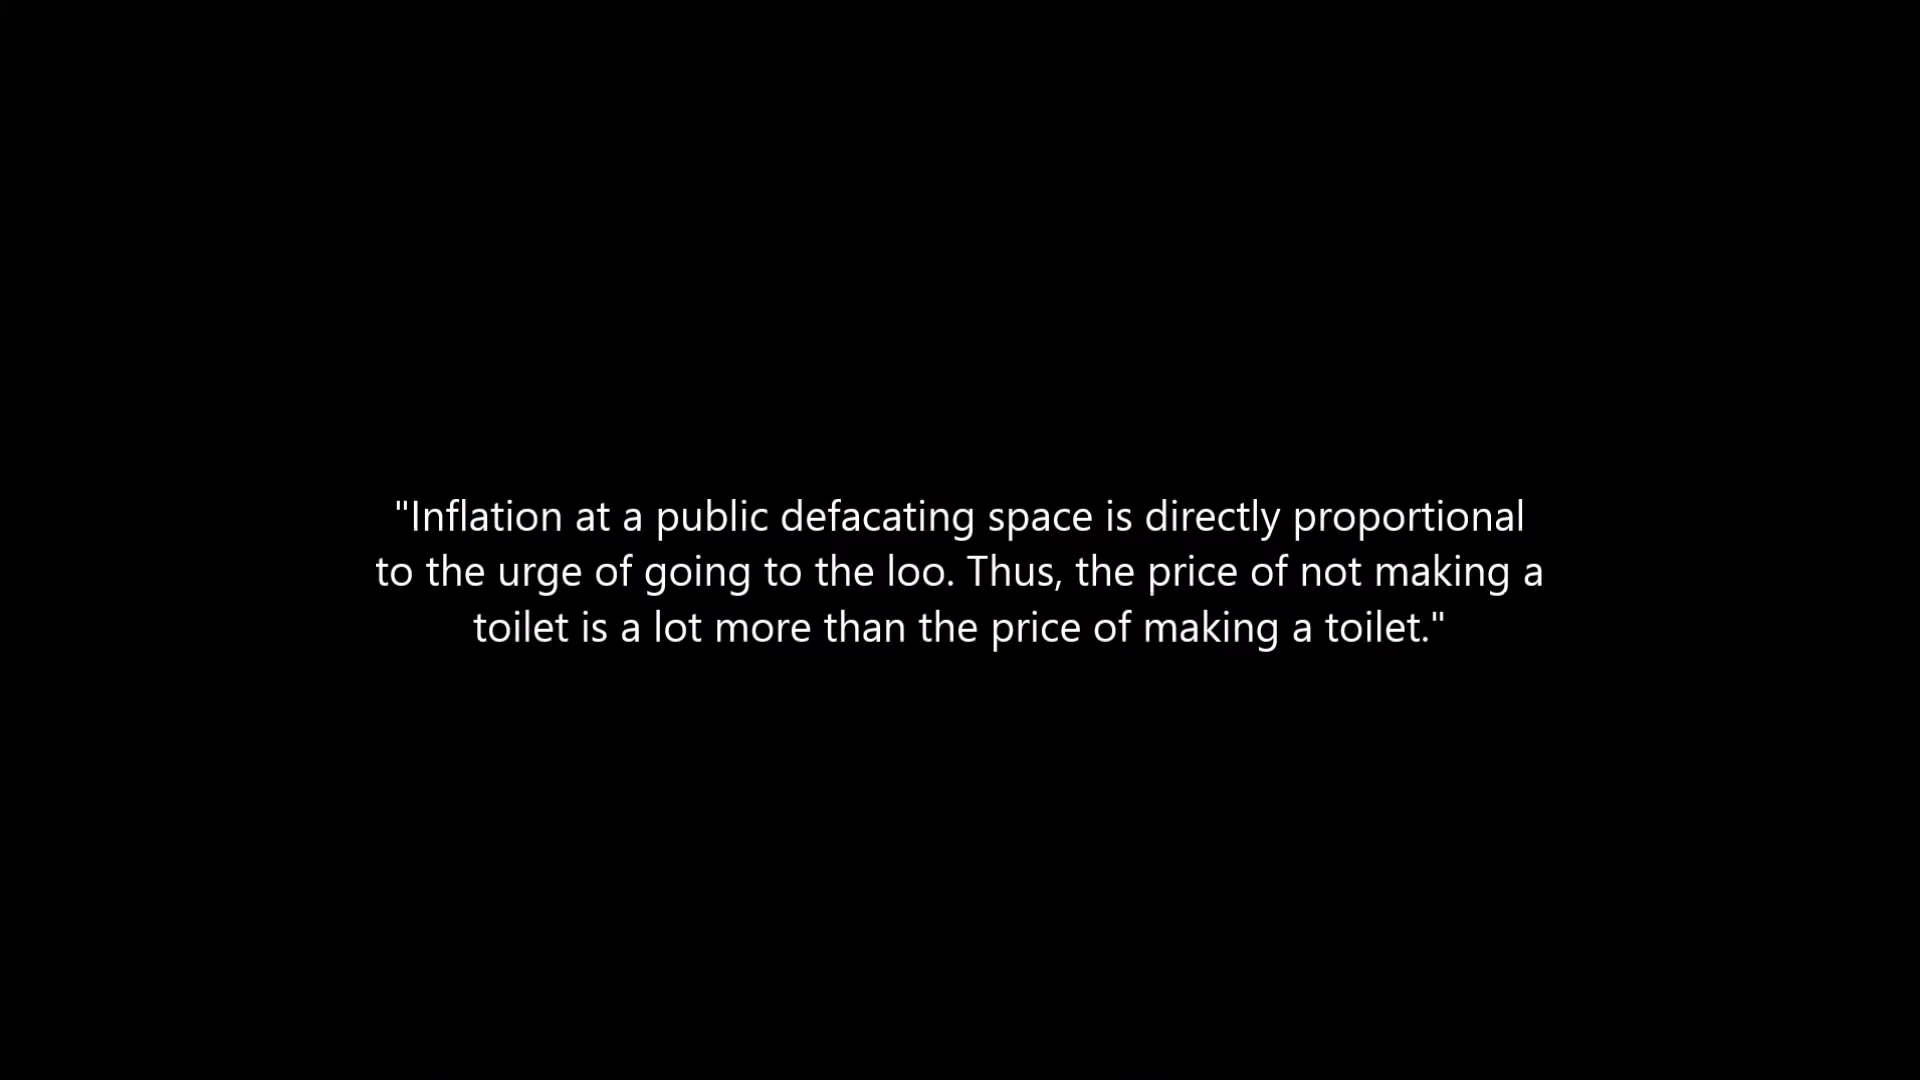 "Inflation at a public defacating space is directly proportional
to the urge of going to the loo. Thus, the price of not making a
toilet is a lot more than the price of making a toilet."